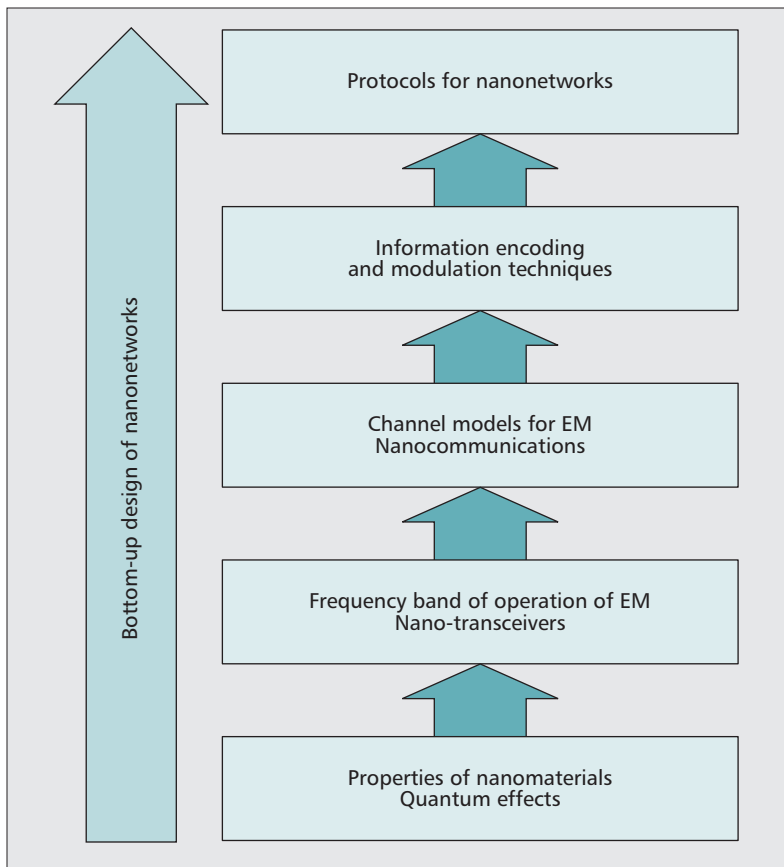 Protocols for nanonetworks
Information encoding
and modulation techniques
Channel models for EM
Nanocommunications
Frequency band of operation of EM
Nano-transceivers
Properties of nanomaterials
Quantum effects
Bottom-up design of nanonetworks